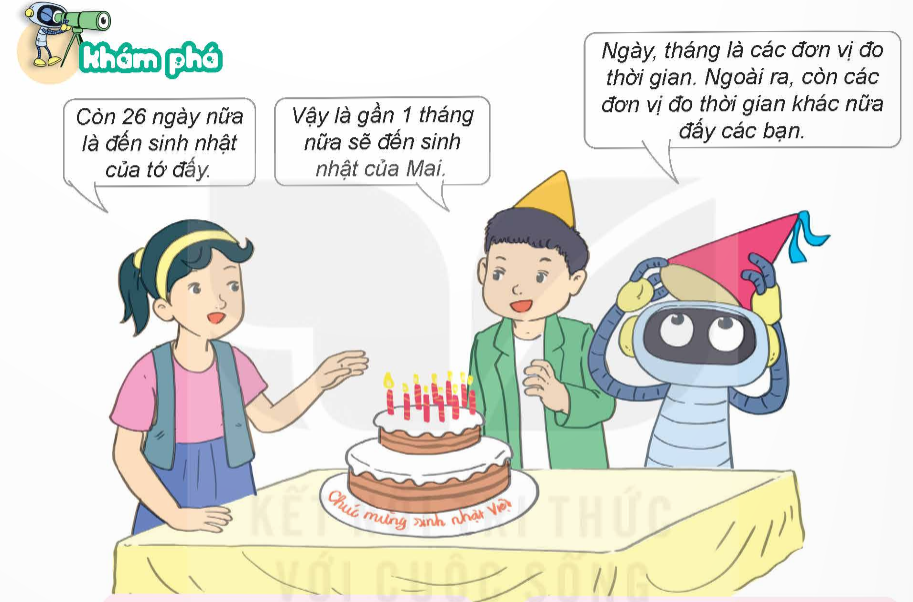 Khám phá
Còn 26 ngày nữa
là đến sinh nhật
của tớ đấy.
Vậy là gần 1 tháng
nữa sẽ đến sinh
nhật của Mai.
Ngày, tháng là các đơn vị đo
thời gian. Ngoài ra, còn các
đơn vị đo thời gian khác nữa
đấy các bạn.
Chúc mừng sinh nhật Việt
KẾT NỐI TRI THỨC
VỚI CUỘC SỐNG